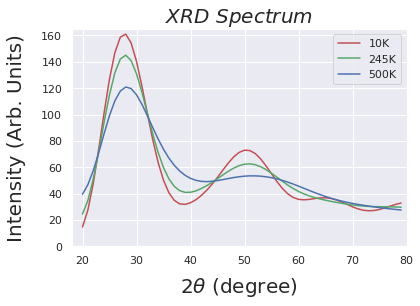 XRD Spectrum
Intensity (Arb. Units)
160
140
120
100
80
60
40
20
0
10K
245K
500K
20 30 40 50 60 70 80
2θ (degree)